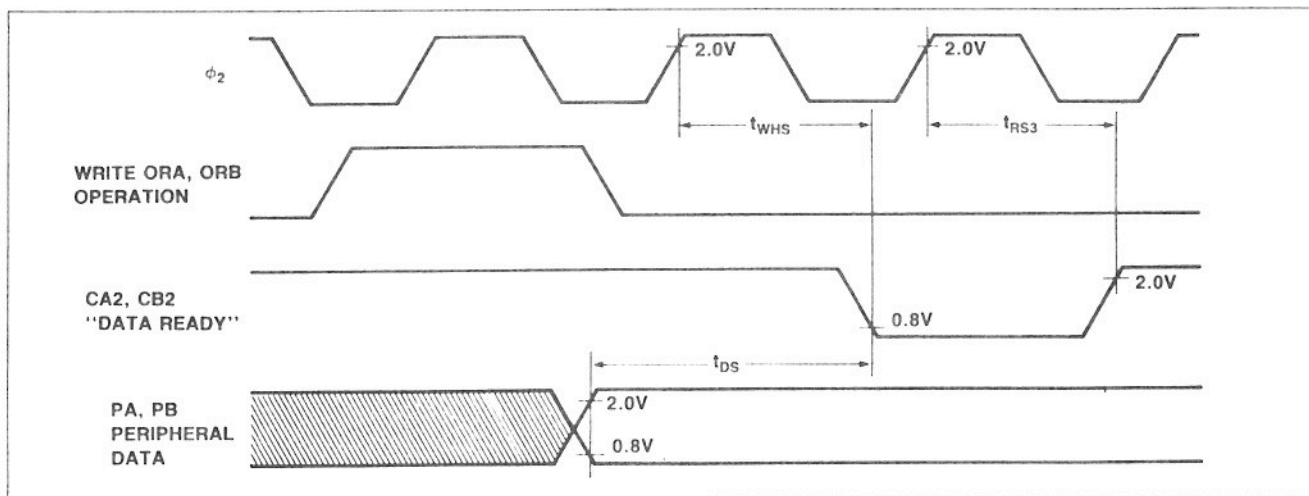 ϕ2
2.0V
2.0V
tWHS
tRS3
WRITE ORA, ORB
OPERATION
CA2, CB2
"DATA READY"
2.0V
0.8V
tDS
PA, PB
PERIPHERAL
DATA
2.0V
0.8V